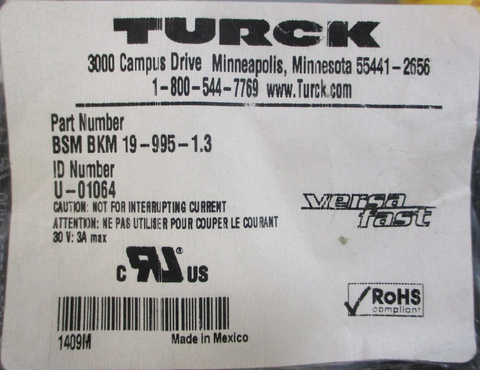 TURCK
3000 Campus Drive Minneapolis, Minnesota 55441-2656
1-800-544-7769 www.Turck.com
Part Number
BSM BKM 19-995-1.3
ID Number
U-01064
CAUTION: NOT FOR INTERRUPTING CURRENT
ATTENTION: NE PAS UTILISER POUR COUPER LE COURANT
30 V: 3A max
versa
fast
C RU ® US
RoHS
compliant
1409M
Made in Mexico